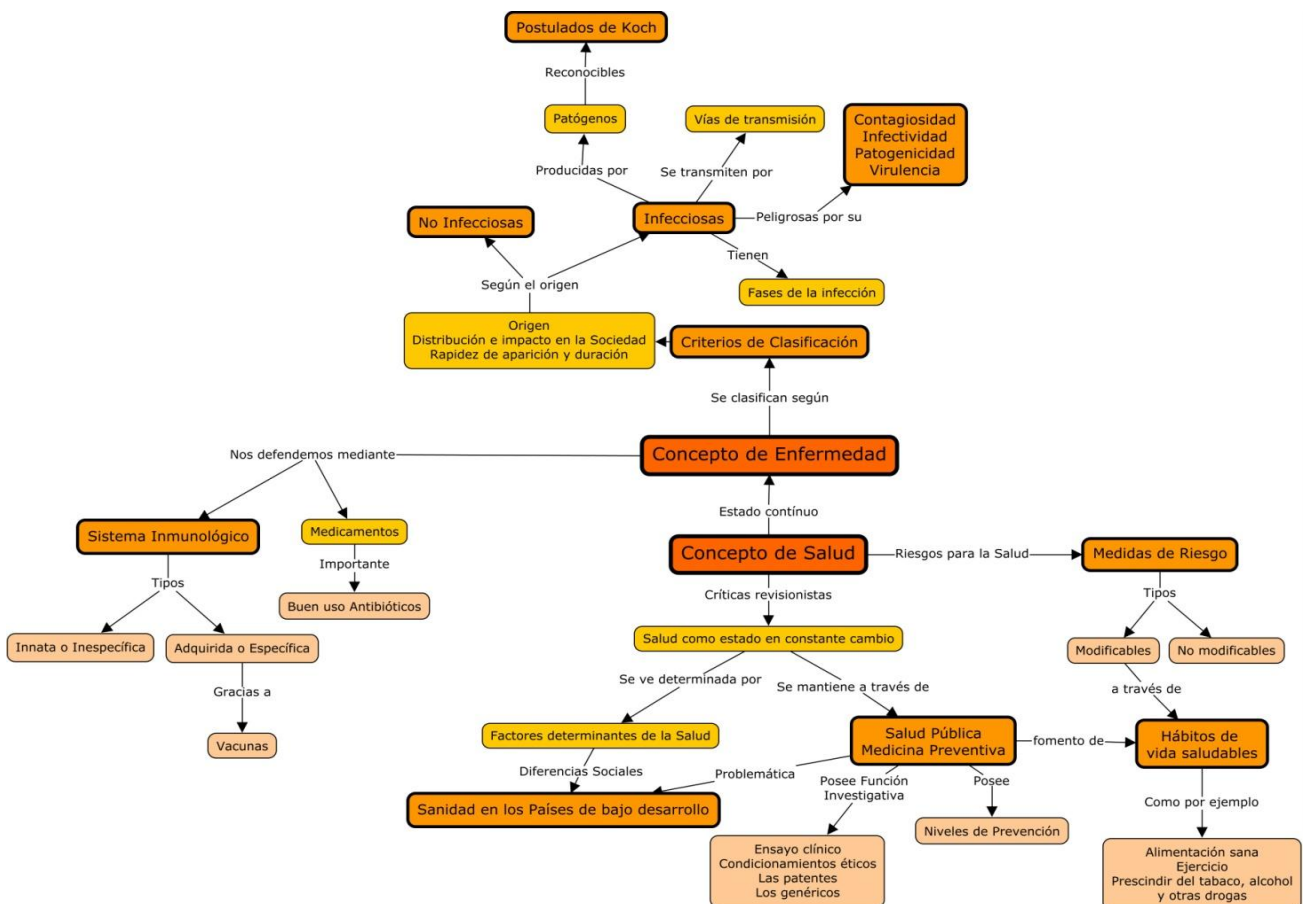 Postulados de Koch
Reconocibles
Patógenos
Vías de transmisión
Contagiosidad
Infectividad
Patogenicidad
Virulencia
Producidas por
Se transmiten por
No Infecciosas
Infecciosas
Peligrosas por su
Tienen
Según el origen
Fases de la infección
Origen
Distribución e impacto en la Sociedad
Rapidez de aparición y duración
Criterios de Clasificación
Se clasifican según
Nos defendemos mediante
Concepto de Enfermedad
Estado contínuo
Sistema Inmunológico
Medicamentos
Concepto de Salud
Riesgos para la Salud
Medidas de Riesgo
Tipos
Importante
Críticas revisionistas
Tipos
Buen uso Antibióticos
Innata o Inespecífica
Adquirida o Específica
Salud como estado en constante cambio
Modificables
No modificables
Gracias a
Se ve determinada por
Se mantiene a través de
a través de
Vacunas
Factores determinantes de la Salud
Salud Pública
Medicina Preventiva
fomento de
Hábitos de
vida saludables
Diferencias Sociales
Problemática
Posee Función
Investigativa
Posee
Sanidad en los Países de bajo desarrollo
Como por ejemplo
Niveles de Prevención
Ensayo clínico
Condicionamientos éticos
Las patentes
Los genéricos
Alimentación sana
Ejercicio
Prescindir del tabaco, alcohol
y otras drogas